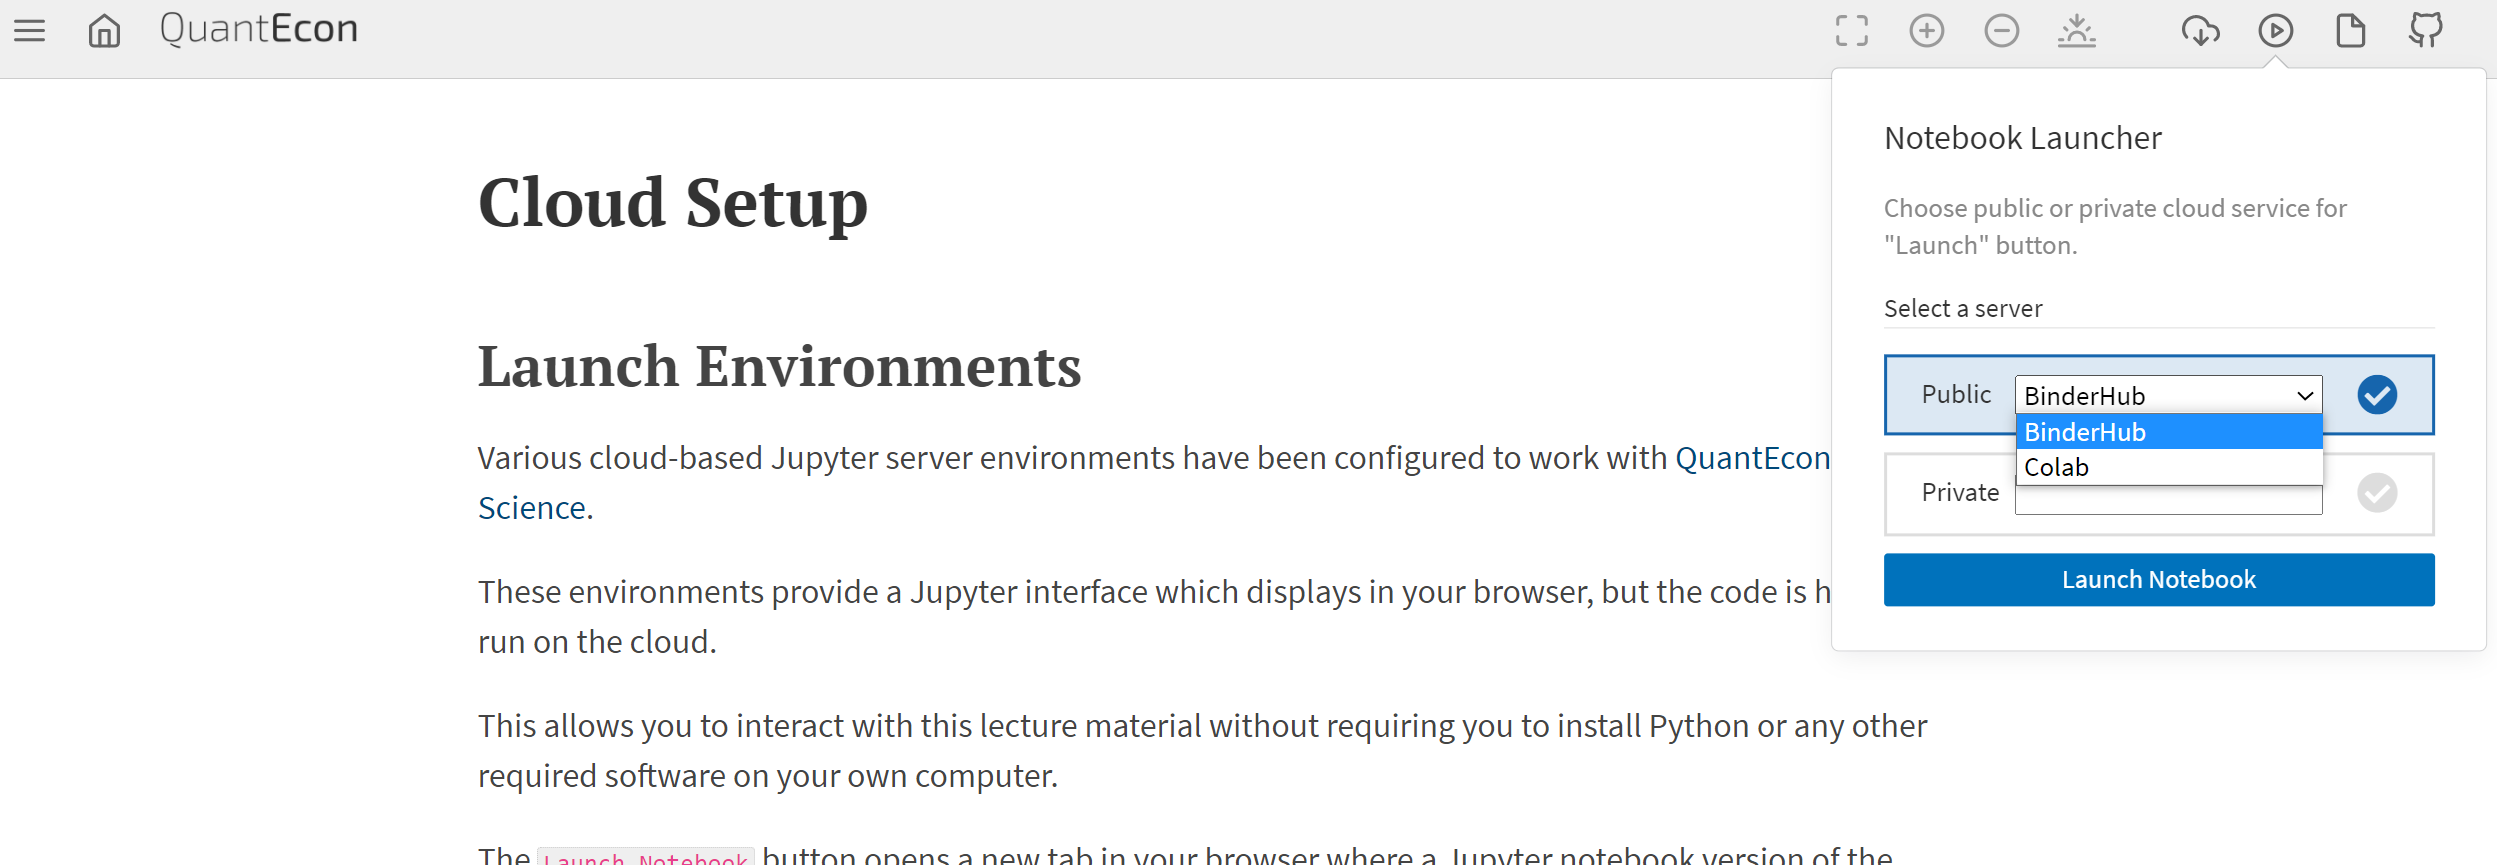 QuantEcon
Cloud Setup
Launch Environments
Various cloud-based Jupyter server environments have been configured to work with QuantEcon
Science.
These environments provide a Jupyter interface which displays in your browser, but the code is h
run on the cloud.
This allows you to interact with this lecture material without requiring you to install Python or any other
required software on your own computer.
The Launch Notebook button opens a new tab in your browser where a Jupyter notebook version of the
Notebook Launcher
Choose public or private cloud service for
"Launch" button.
Select a server
Public BinderHub
BinderHub
Colab
Private
Launch Notebook